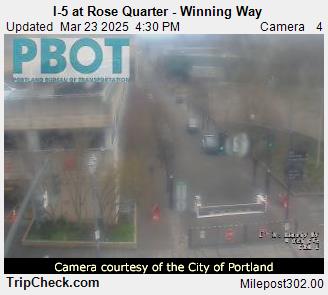 I-5 at Rose Quarter - Winning Way
Updated Mar 23 2025 4:30 PM Camera 4
PBOT
PORTLAND BUREAU OF TRANSPORTATION
Camera courtesy of the City of Portland
TripCheck.com Milepost302.00